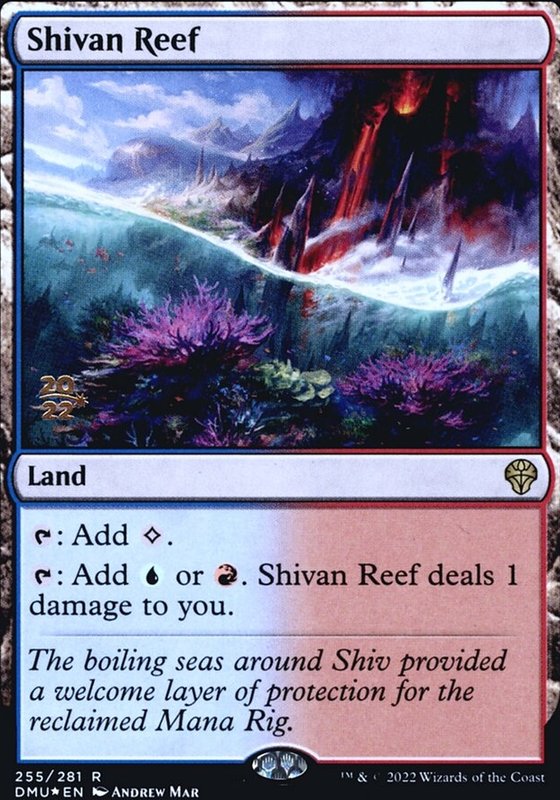 Shivan Reef
20
22
Land
: Add .
: Add or . Shivan Reef deals 1
damage to you.
The boiling seas around Shiv provided
a welcome layer of protection for the
reclaimed Mana Rig.
255/281 R
DMU★EN Andrew Mar
™ & © 2022 Wizards of the Coast